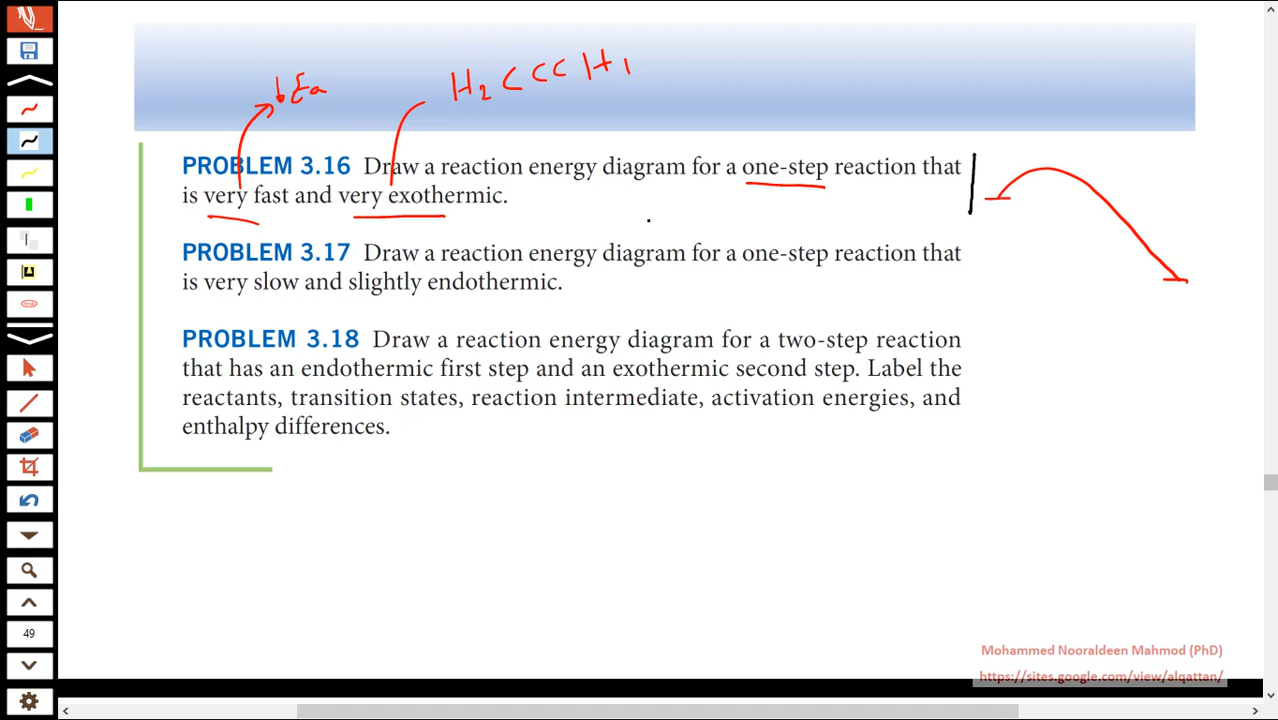 ↓Ea
H2 <<< H1
PROBLEM 3.16 Draw a reaction energy diagram for a one-step reaction that
is very fast and very exothermic.
PROBLEM 3.17 Draw a reaction energy diagram for a one-step reaction that
is very slow and slightly endothermic.
PROBLEM 3.18 Draw a reaction energy diagram for a two-step reaction
that has an endothermic first step and an exothermic second step. Label the
reactants, transition states, reaction intermediate, activation energies, and
enthalpy differences.
49
Mohammed Nooraldeen Mahmod (PhD)
https://sites.google.com/view/alqattan/